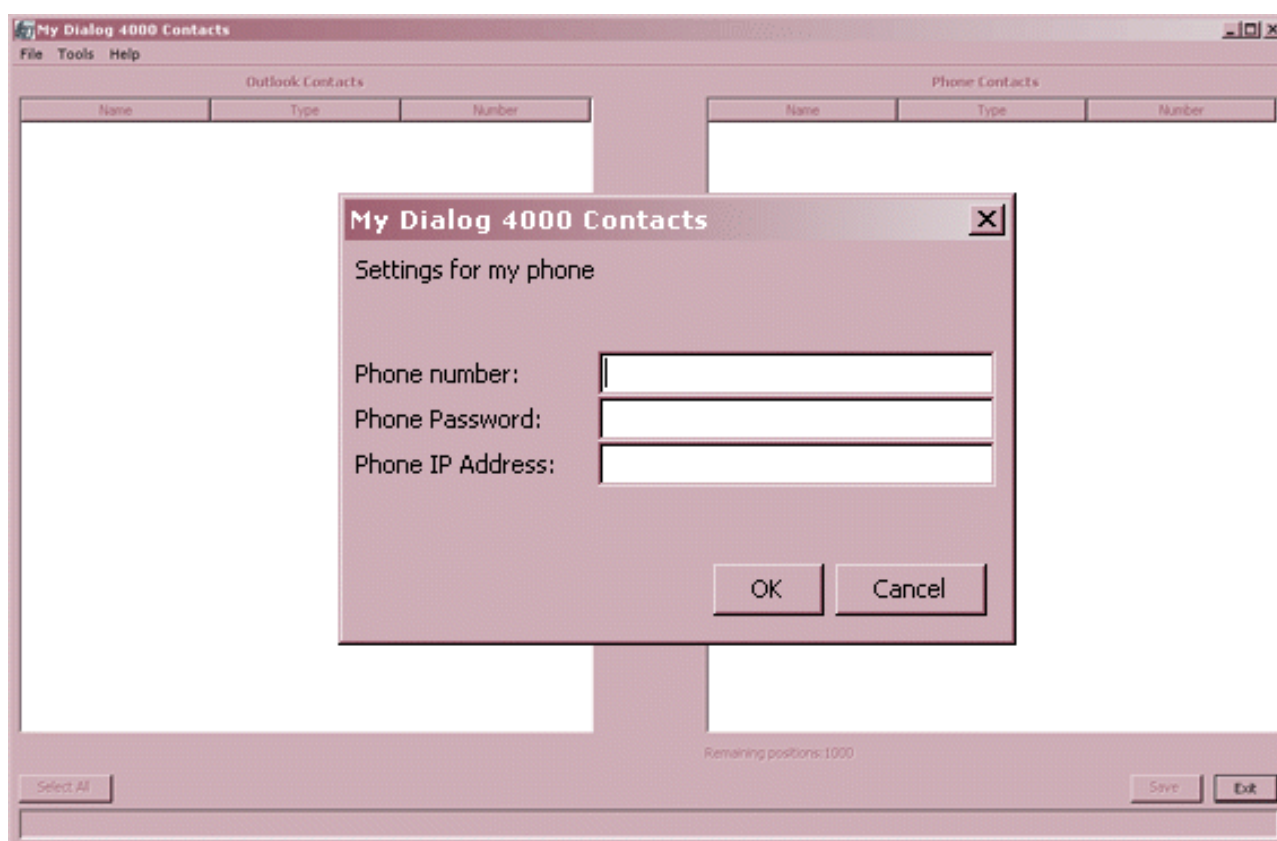 My Dialog 4000 Contacts
File Tools Help
Outlook Contacts
Phone Contacts
Name Type Number
Name Type Number
My Dialog 4000 Contacts
Settings for my phone
Phone number:
Phone Password:
Phone IP Address:
OK Cancel
Remaining positions:1000
Select All
Save Exit